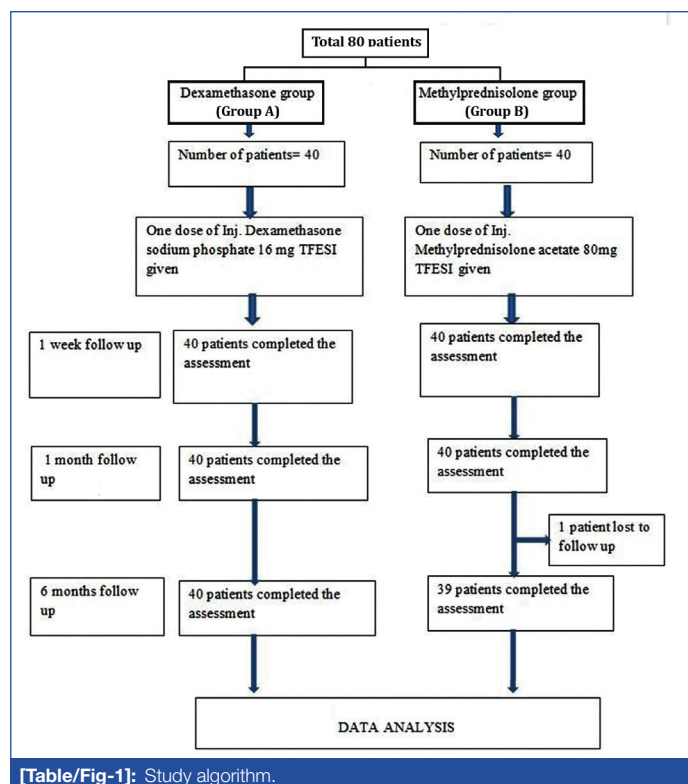 Total 80 patients
Dexamethasone group
(Group A)
Methylprednisolone group
(Group B)
Number of patients= 40
Number of patients= 40
One dose of Inj. Dexamethasone
sodium phosphate 16 mg TFESI
given
One dose of Inj.
Methylprednisolone acetate 80mg
TFESI given
1 week follow up
40 patients completed the
assessment
40 patients completed the
assessment
1 month follow
up
40 patients completed the
assessment
40 patients completed the
assessment
1 patient lost to
follow up
6 months follow
up
40 patients completed the
assessment
39 patients completed the
assessment
DATA ANALYSIS
[Table/Fig-1]: Study algorithm.